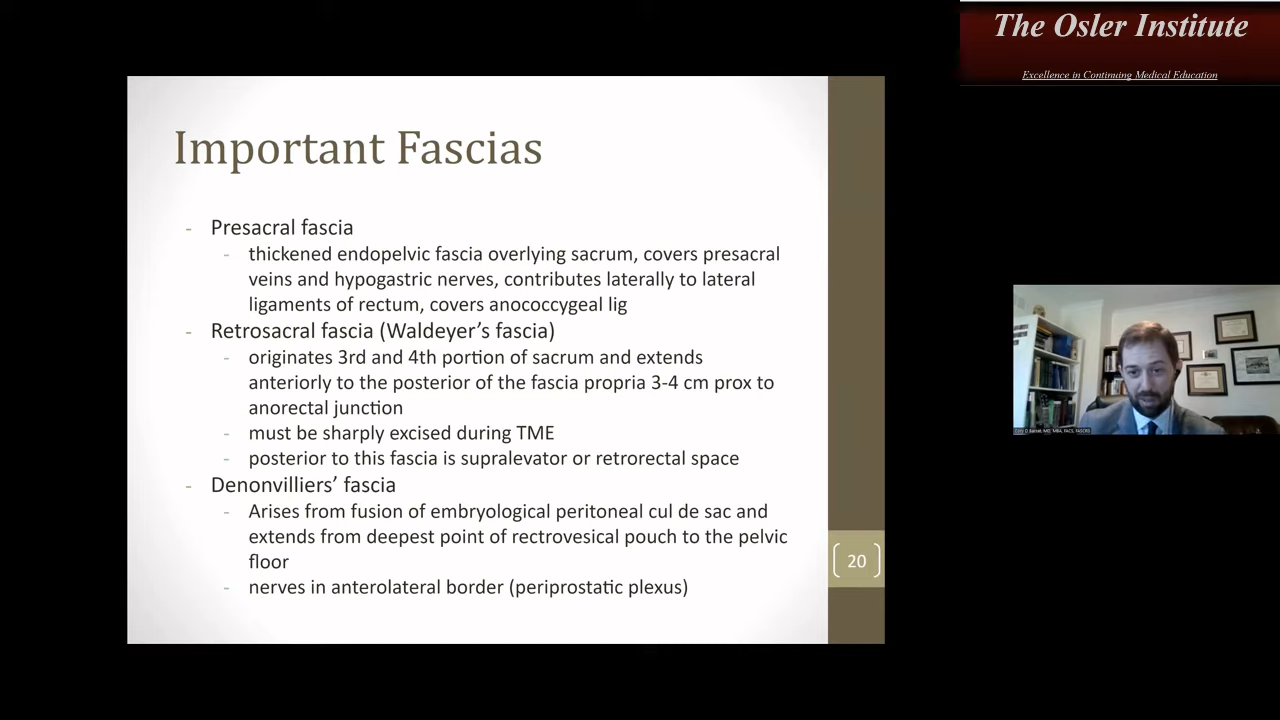 The Osler Institute
Excellence in Continuing Medical Education
Important Fascias
- Presacral fascia
- thickened endopelvic fascia overlying sacrum, covers presacral
veins and hypogastric nerves, contributes laterally to lateral
ligaments of rectum, covers anococcygeal lig
- Retrosacral fascia (Waldeyer’s fascia)
- originates 3rd and 4th portion of sacrum and extends
anteriorly to the posterior of the fascia propria 3-4 cm prox to
anorectal junction
- must be sharply excised during TME
- posterior to this fascia is supralevator or retrorectal space
- Denonvilliers’ fascia
- Arises from fusion of embryological peritoneal cul de sac and
extends from deepest point of rectrovesical pouch to the pelvic
floor
- nerves in anterolateral border (periprostatic plexus)
20
MD, MBA, FACS, FASCRS